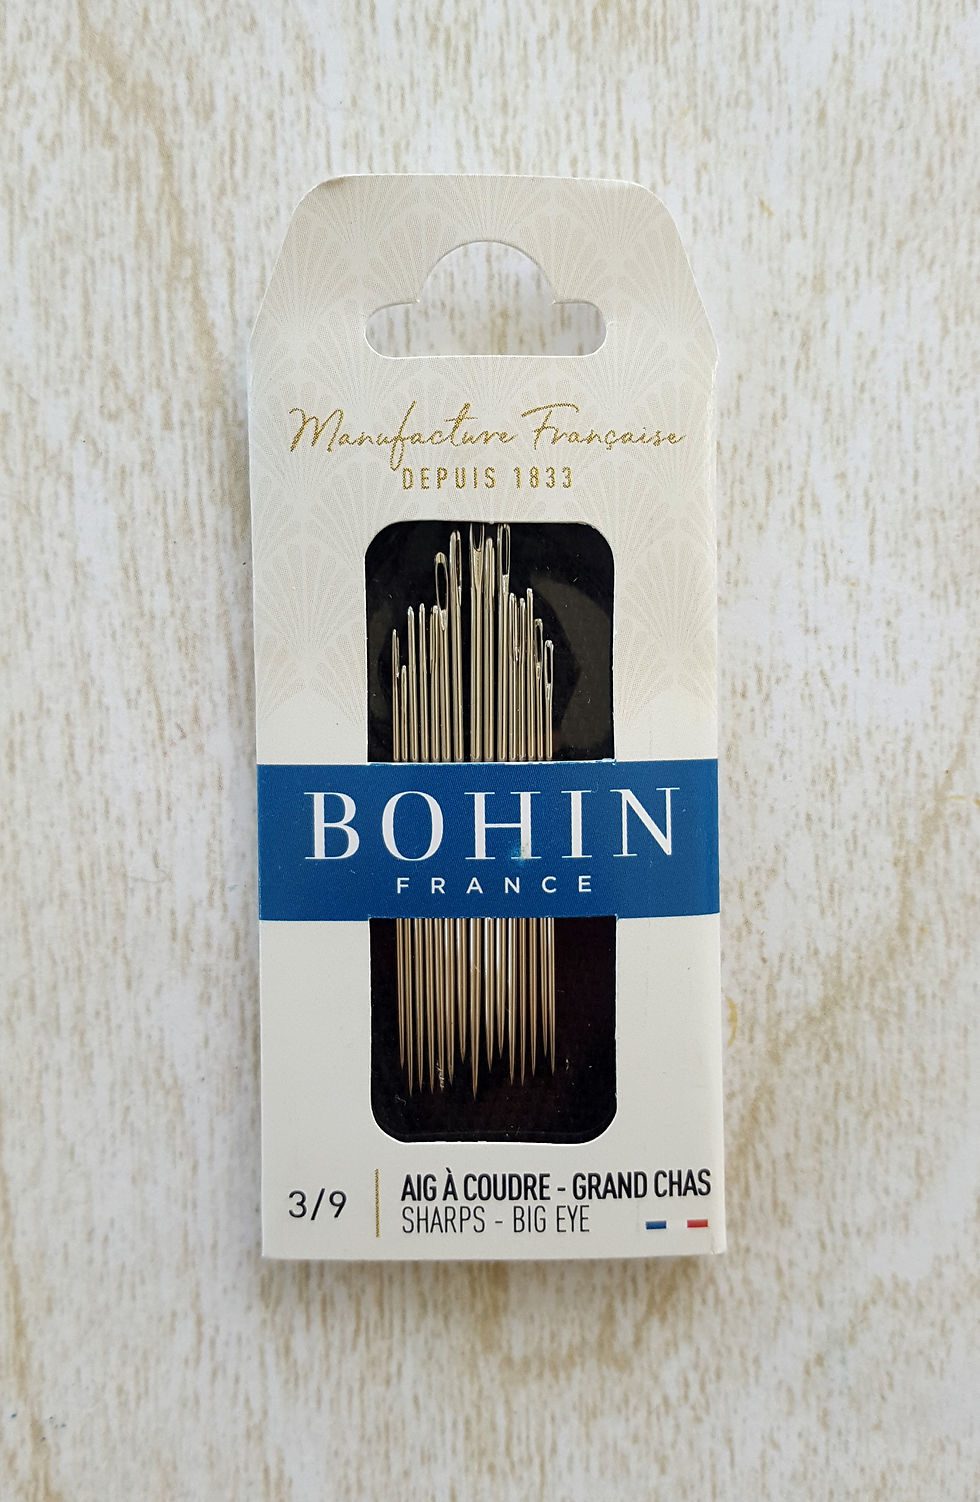 Manufacture Française
DEPUIS 1833
BOHIN
FRANCE
3/9
AIG À COUDRE - GRAND CHAS
SHARPS - BIG EYE